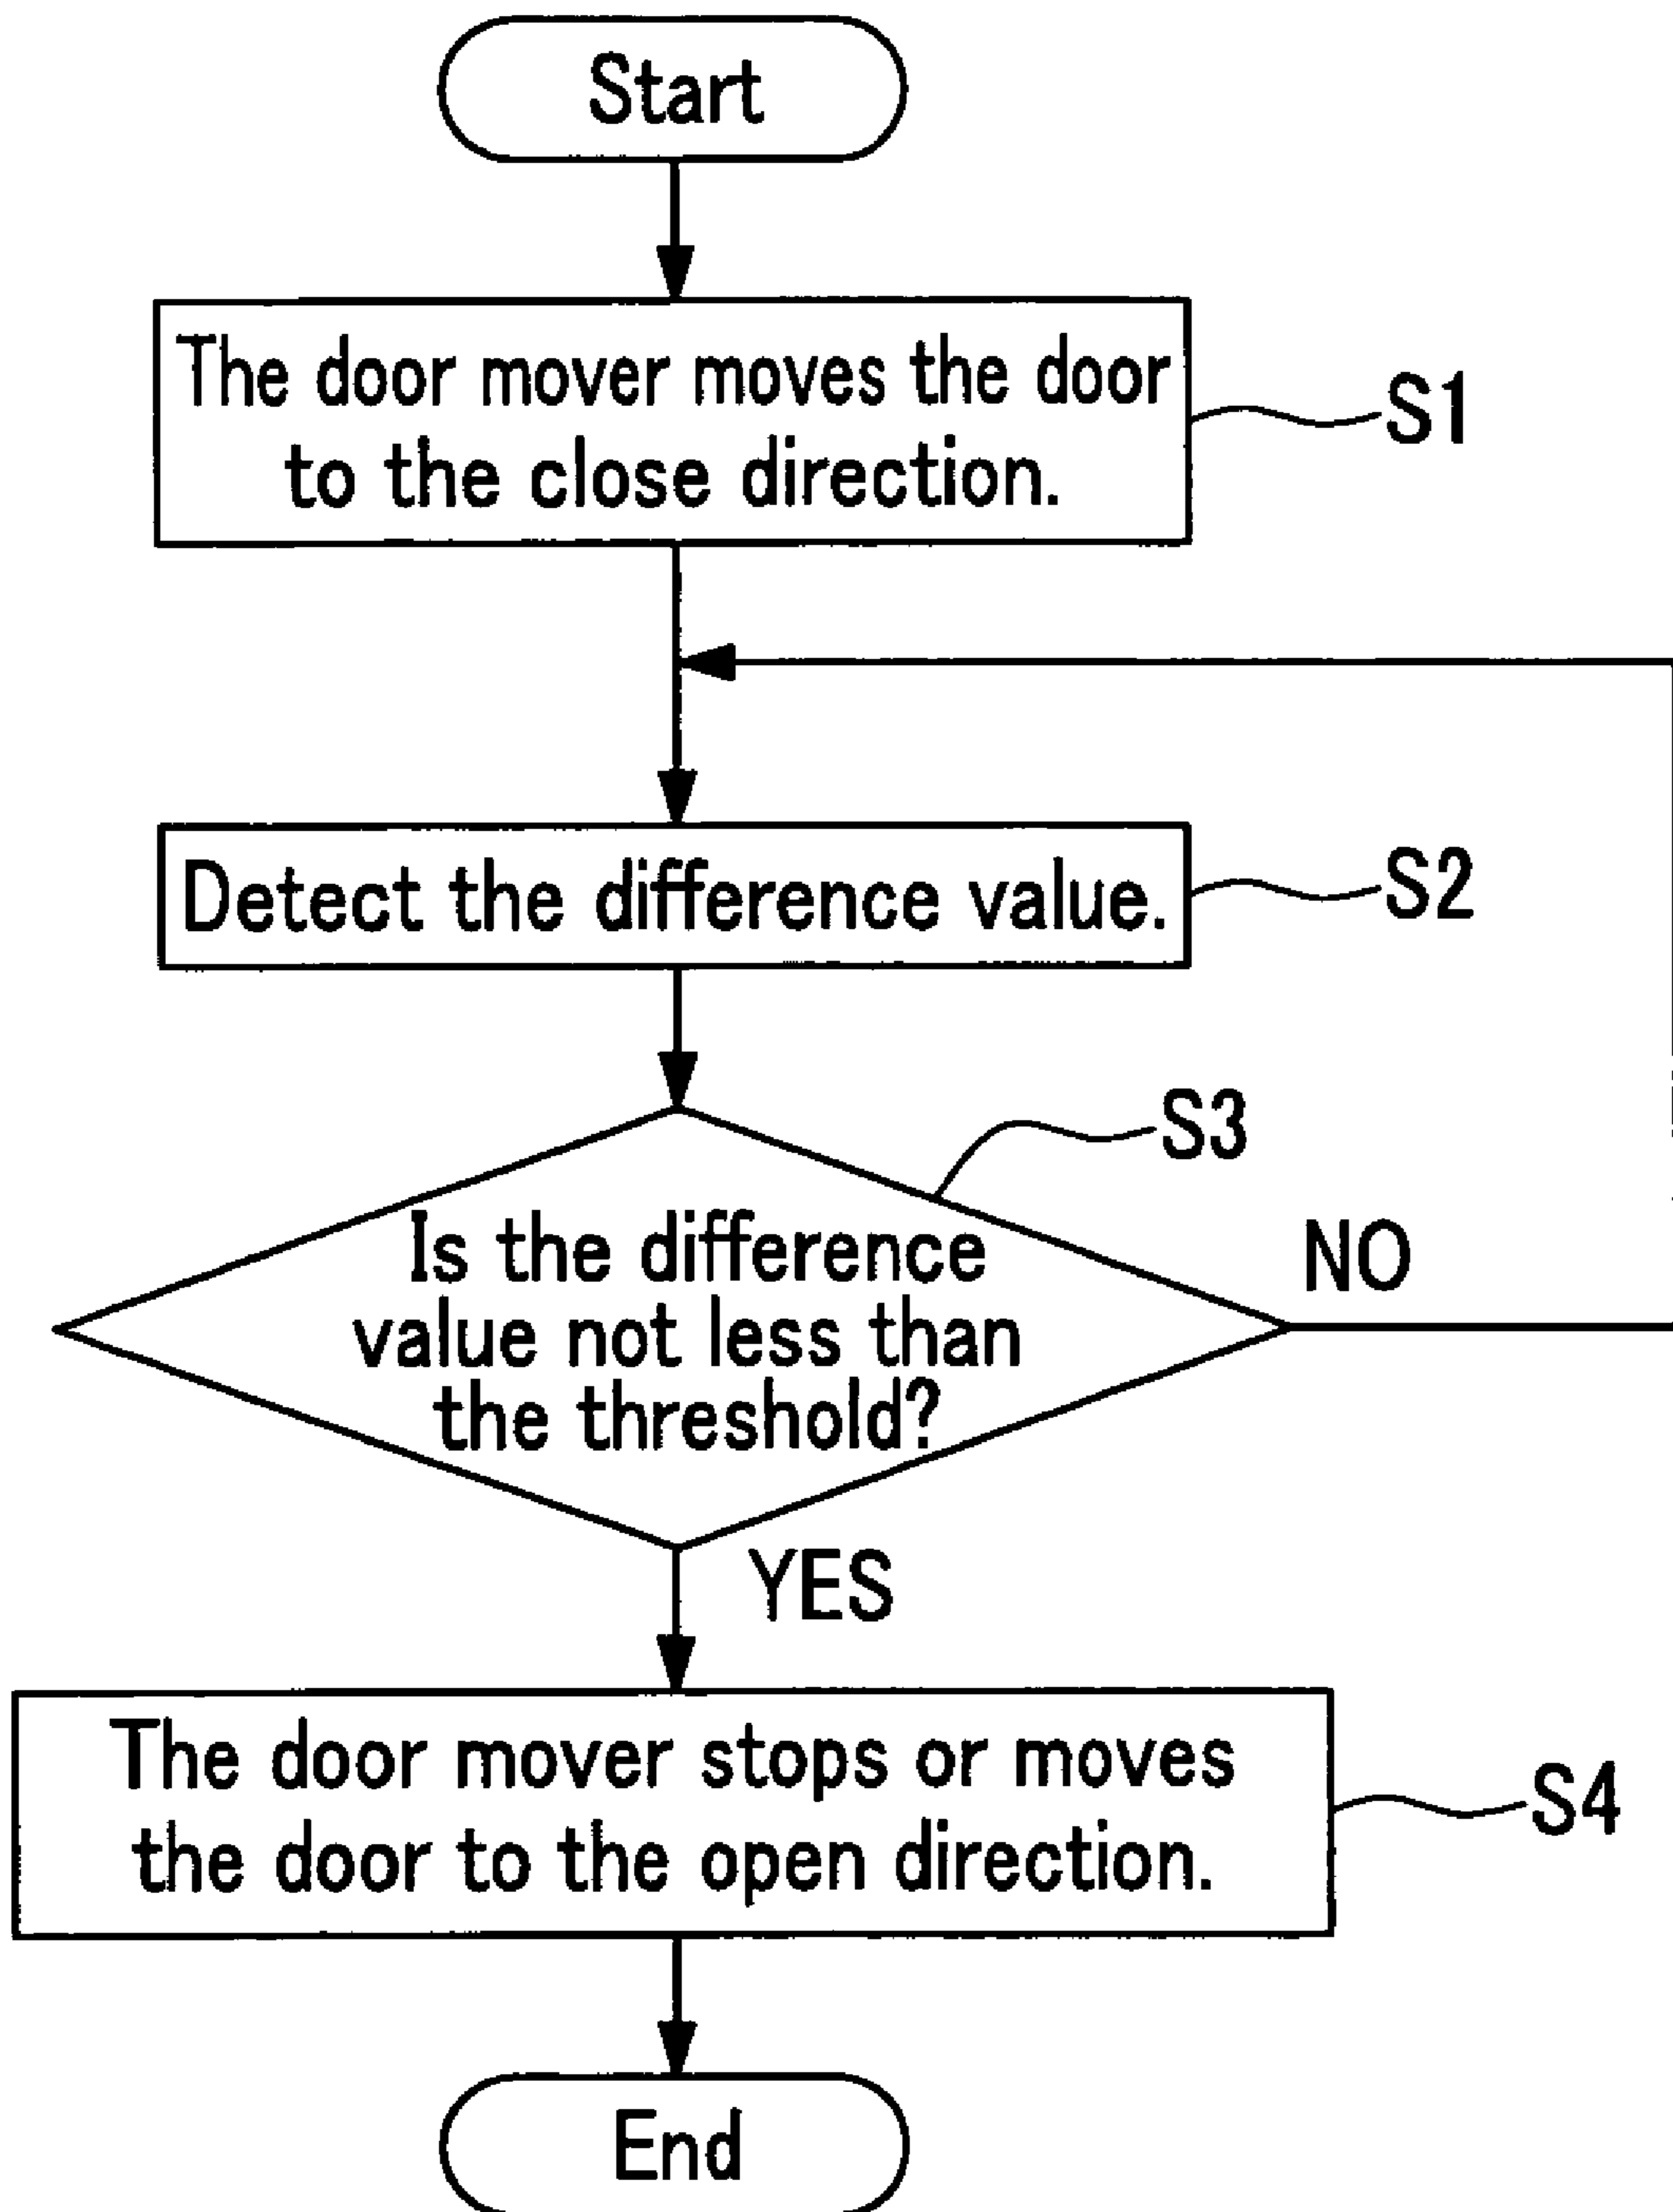 Start
The door mover moves the door
to the close direction.
S1
Detect the difference value.
S2
S3
Is the difference
value not less than
the threshold?
NO
YES
The door mover stops or moves
the door to the open direction.
S4
End